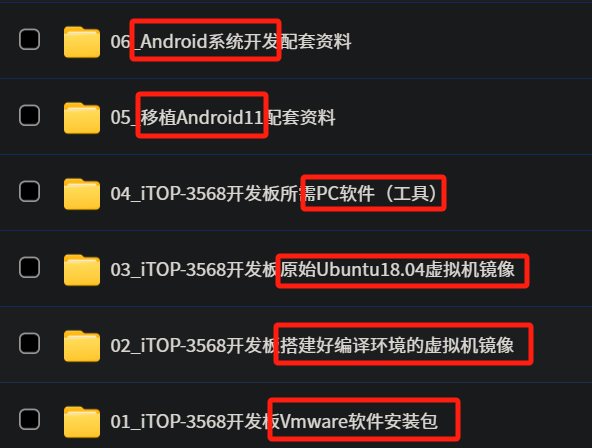 06_Android系统开发配套资料
05_移植Android11配套资料
04_iTOP-3568开发板所需PC软件（工具）
03_iTOP-3568开发板原始Ubuntu18.04虚拟机镜像
02_iTOP-3568开发板搭建好编译环境的虚拟机镜像
01_iTOP-3568开发板Vmware软件安装包